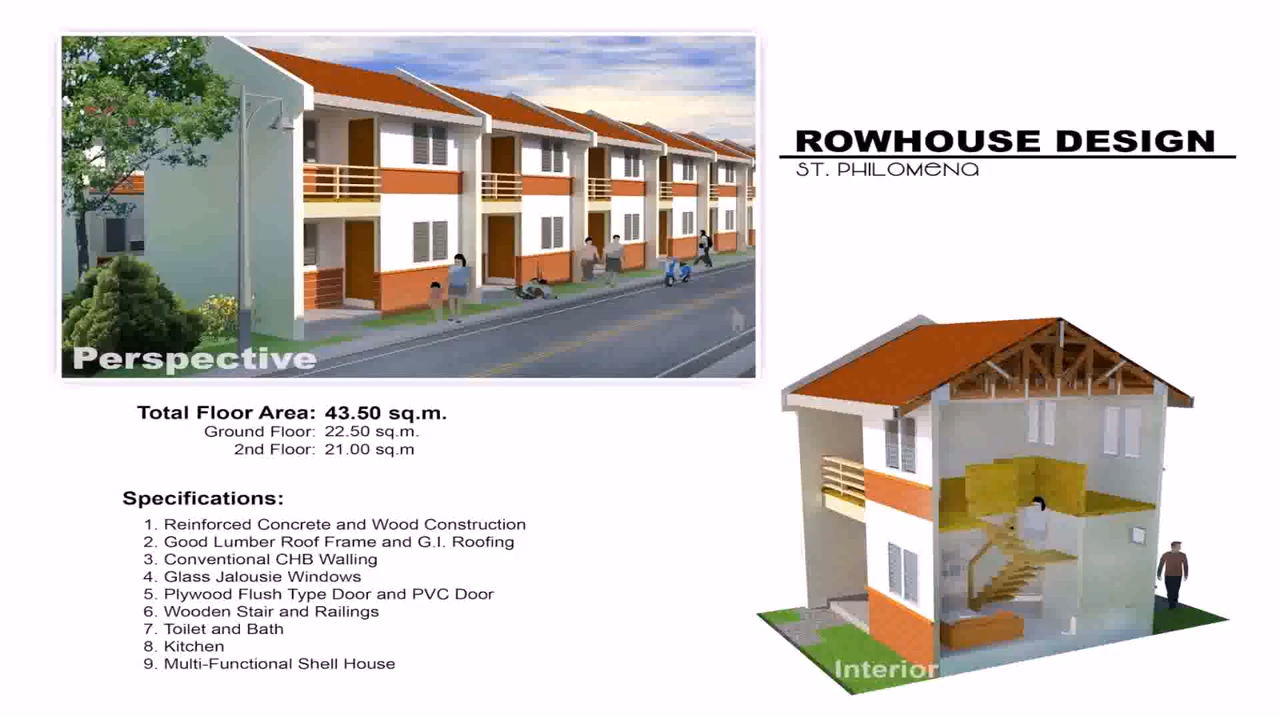 ROWHOUSE DESIGN
ST. PHILOMENA
Perspective
Total Floor Area: 43.50 sq.m.
Ground Floor: 22.50 sq.m.
2nd Floor: 21.00 sq.m
Specifications:
1. Reinforced Concrete and Wood Construction
2. Good Lumber Roof Frame and G.I. Roofing
3. Conventional CHB Walling
4. Glass Jalousie Windows
5. Plywood Flush Type Door and PVC Door
6. Wooden Stair and Railings
7. Toilet and Bath
8. Kitchen
9. Multi-Functional Shell House
Interior